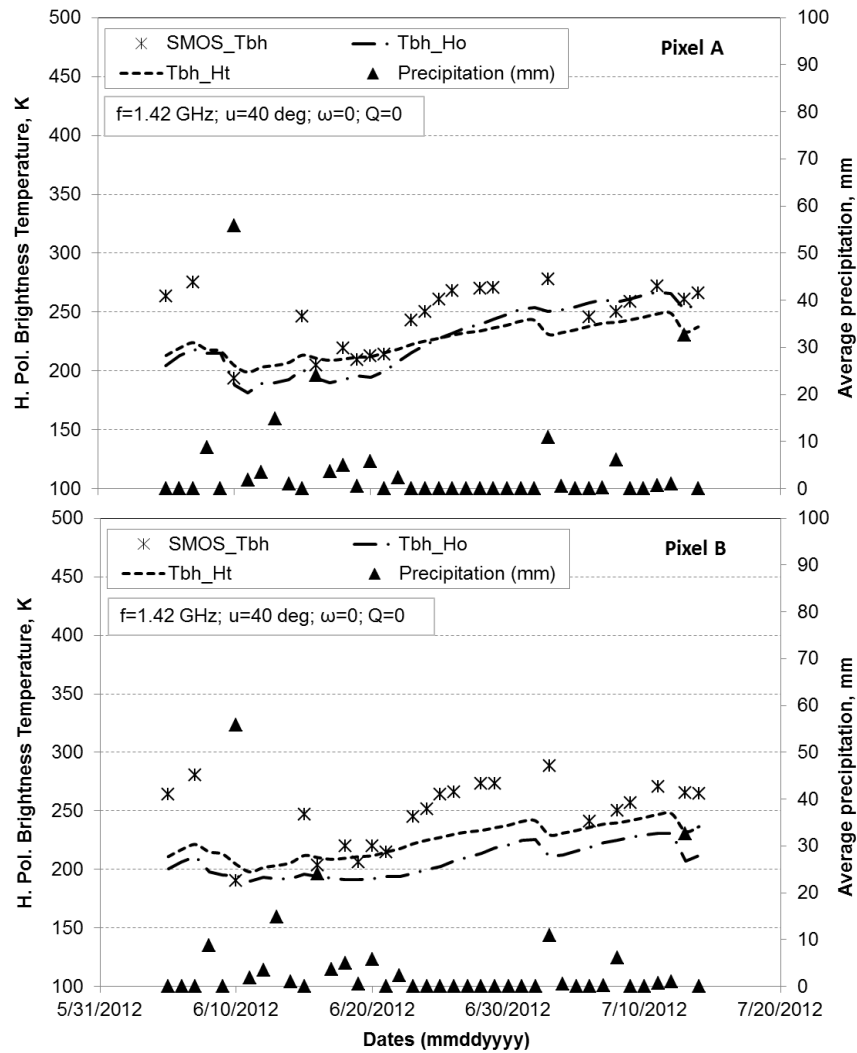 500
450
400
350
300
250
200
150
100
H. Pol. Brightness Temperature, K
SMOS_Tbh
Tbh_Ho
Tbh_Ht
Precipitation (mm)
f=1.42 GHz; u=40 deg; ω=0; Q=0
Pixel A
100
90
80
70
60
50
40
30
20
10
0
Average precipitation, mm
500
450
400
350
300
250
200
150
100
H. Pol. Brightness Temperature, K
SMOS_Tbh
Tbh_Ho
Tbh_Ht
Precipitation (mm)
f=1.42 GHz; u=40 deg; ω=0; Q=0
Pixel B
100
90
80
70
60
50
40
30
20
10
0
Average precipitation, mm
5/31/2012 6/10/2012 6/20/2012 6/30/2012 7/10/2012 7/20/2012
Dates (mmddyyyy)